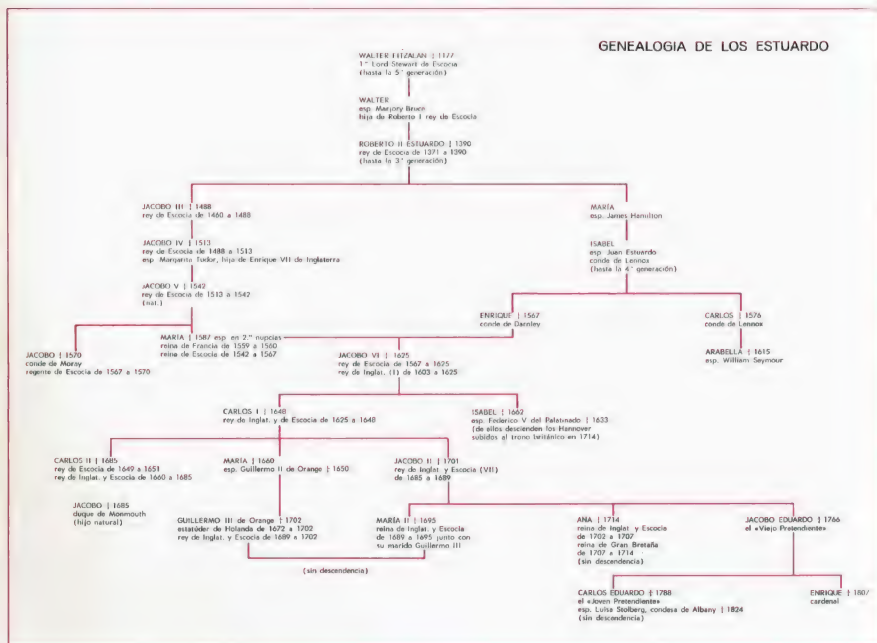 GENEALOGIA DE LOS ESTUARDO
WALTER FITZALAN † 1177
1.er Lord Stewart de Escocia
(hasta la 5ª generación)
WALTER
esp. Marjory Bruce
hija de Roberto I rey de Escocia
ROBERTO II ESTUARDO † 1390
rey de Escocia de 1371 a 1390
(hasta la 3ª generación)
JACOBO III † 1488
rey de Escocia de 1460 a 1488
MARÍA
esp. James Hamilton
JACOBO IV † 1513
rey de Escocia de 1488 a 1513
esp. Margarita Tudor, hija de Enrique VII de Inglaterra
ISABEL
esp. Juan Estuardo
conde de Lennox
(hasta la 4ª generación)
JACOBO V † 1542
rey de Escocia de 1513 a 1542
(nat.)
ENRIQUE † 1567
conde de Darnley
CARLOS † 1576
conde de Lennox
JACOBO † 1570
conde de Moray
regente de Escocia de 1567 a 1570
MARÍA † 1587 esp en 2.as nupcias
reina de Francia de 1559 a 1560
reina de Escocia de 1542 a 1567
JACOBO VI † 1625
rey de Escocia de 1567 a 1625
rey de Inglat. (I) de 1603 a 1625
ARABELLA † 1615
esp. William Seymour
CARLOS I † 1648
rey de Inglat. y de Escocia de 1625 a 1648
ISABEL † 1662
esp. Federico V del Palatinado † 1633
(de ellos descienden los Hannover
subidos al trono británico en 1714)
CARLOS II † 1685
rey de Escocia de 1649 a 1651
rey de Inglat. y Escocia de 1660 a 1685
MARÍA † 1660
esp. Guillermo II de Orange † 1650
JACOBO II † 1701
rey de Inglat. y Escocia (VII)
de 1685 a 1689
JACOBO † 1685
duque de Monmouth
(hijo natural)
GUILLERMO III de Orange † 1702
estatúder de Holanda de 1672 a 1702
rey de Inglat. y Escocia de 1689 a 1702
MARÍA II † 1695
reina de Inglat. y Escocia
de 1689 a 1695 junto con
su marido Guillermo III
ANA † 1714
reina de Inglat. y Escocia
de 1702 a 1707
reina de Gran Bretaña
de 1707 a 1714
(sin descendencia)
JACOBO EDUARDO † 1766
el «Viejo Pretendiente»
(sin descendencia)
CARLOS EDUARDO † 1788
el «Joven Pretendiente»
esp. Luisa Stolberg, condesa de Albany † 1824
(sin descendencia)
ENRIQUE † 1807
cardenal